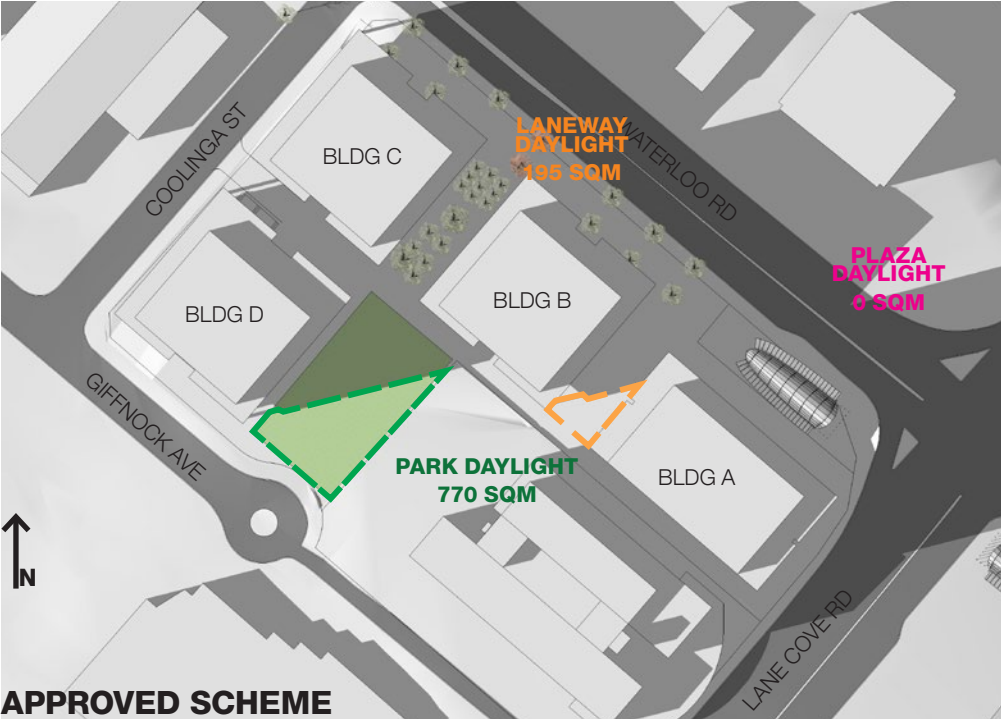 LANEWAY
DAYLIGHT
195 SQM
WATERLOO RD
COOLINGA ST
BLDG C
PLAZA
DAYLIGHT
0 SQM
BLDG B
BLDG D
GIFFNOCK AVE
PARK DAYLIGHT
770 SQM
BLDG A
N
LANE COVE RD
APPROVED SCHEME